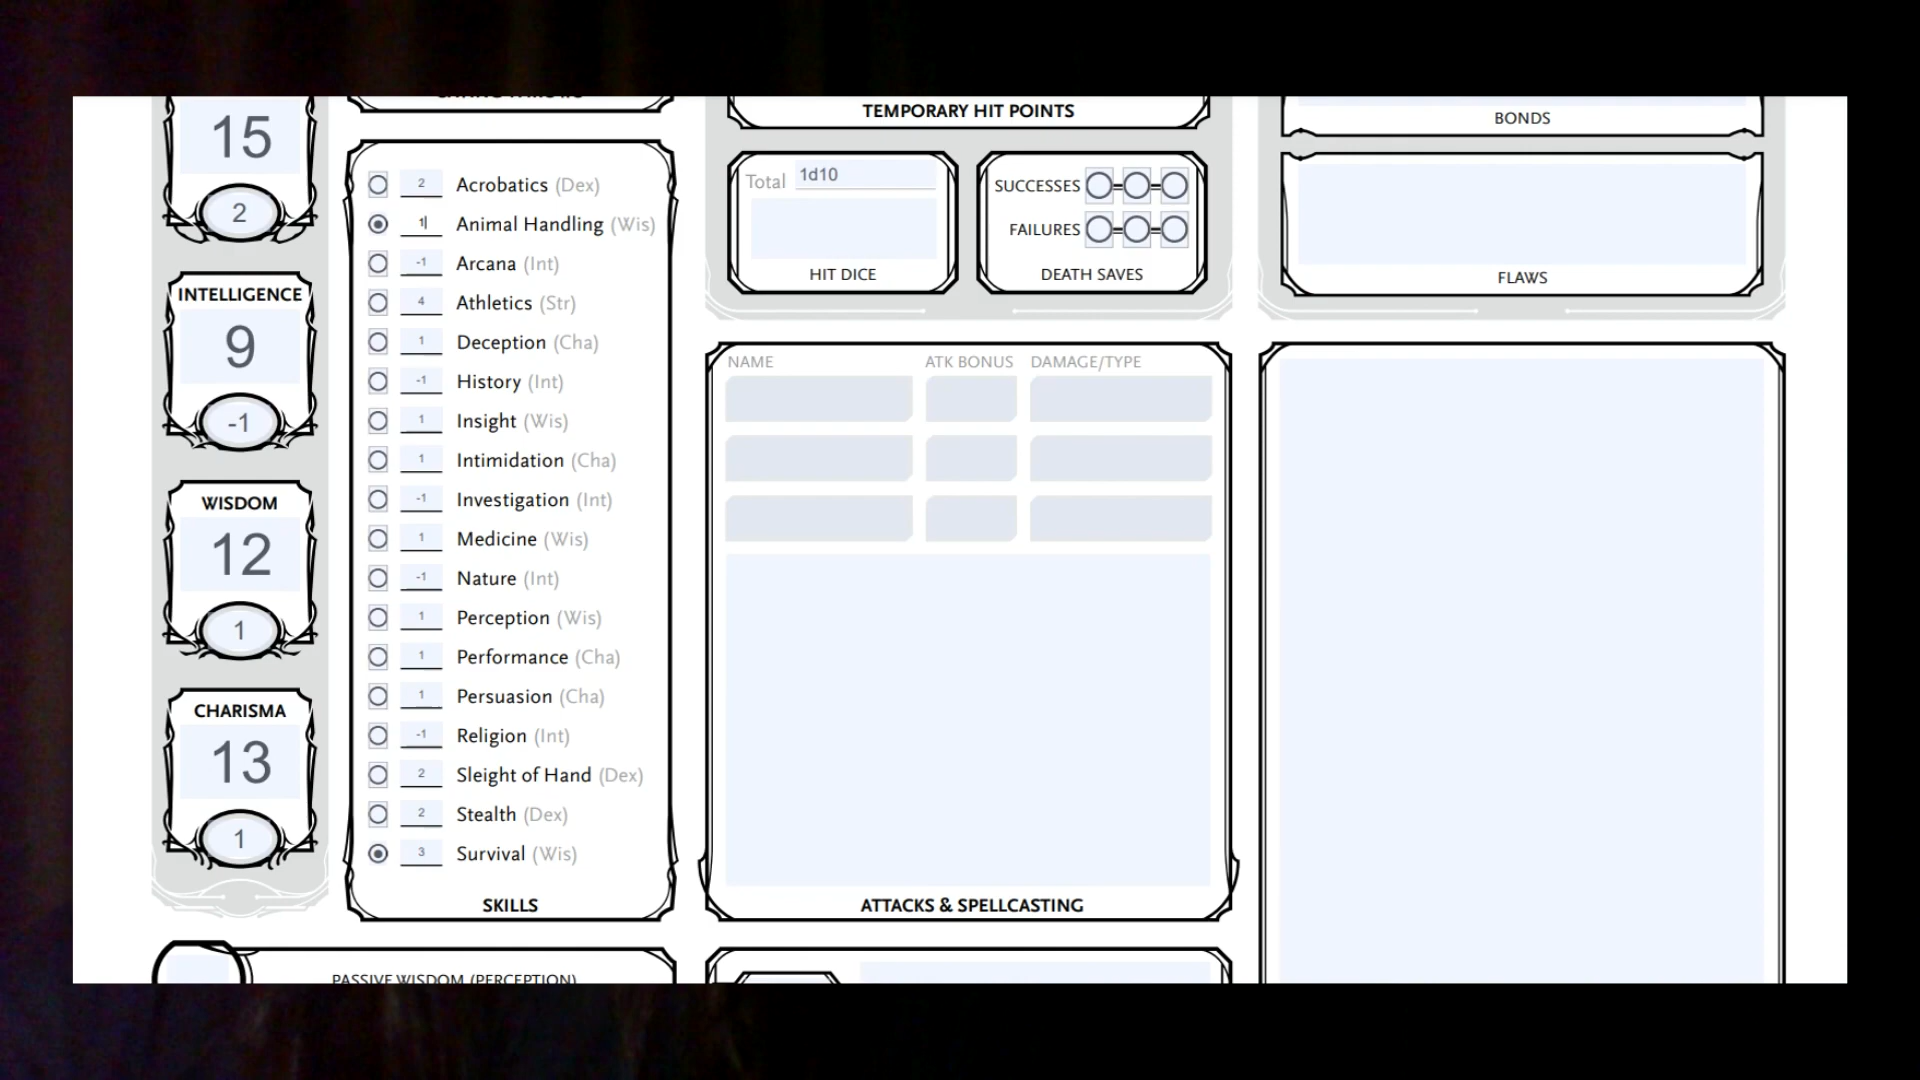 15
2
INTELLIGENCE
9
-1
WISDOM
12
1
CHARISMA
13
1
2 Acrobatics (Dex)
1 Animal Handling (Wis)
-1 Arcana (Int)
4 Athletics (Str)
1 Deception (Cha)
-1 History (Int)
1 Insight (Wis)
1 Intimidation (Cha)
-1 Investigation (Int)
1 Medicine (Wis)
-1 Nature (Int)
1 Perception (Wis)
1 Performance (Cha)
1 Persuasion (Cha)
-1 Religion (Int)
2 Sleight of Hand (Dex)
2 Stealth (Dex)
3 Survival (Wis)
SKILLS
PASSIVE WISDOM (PERCEPTION)
TEMPORARY HIT POINTS
Total 1d10
HIT DICE
SUCCESSES
FAILURES
DEATH SAVES
NAME ATK BONUS DAMAGE/TYPE
ATTACKS & SPELLCASTING
BONDS
FLAWS